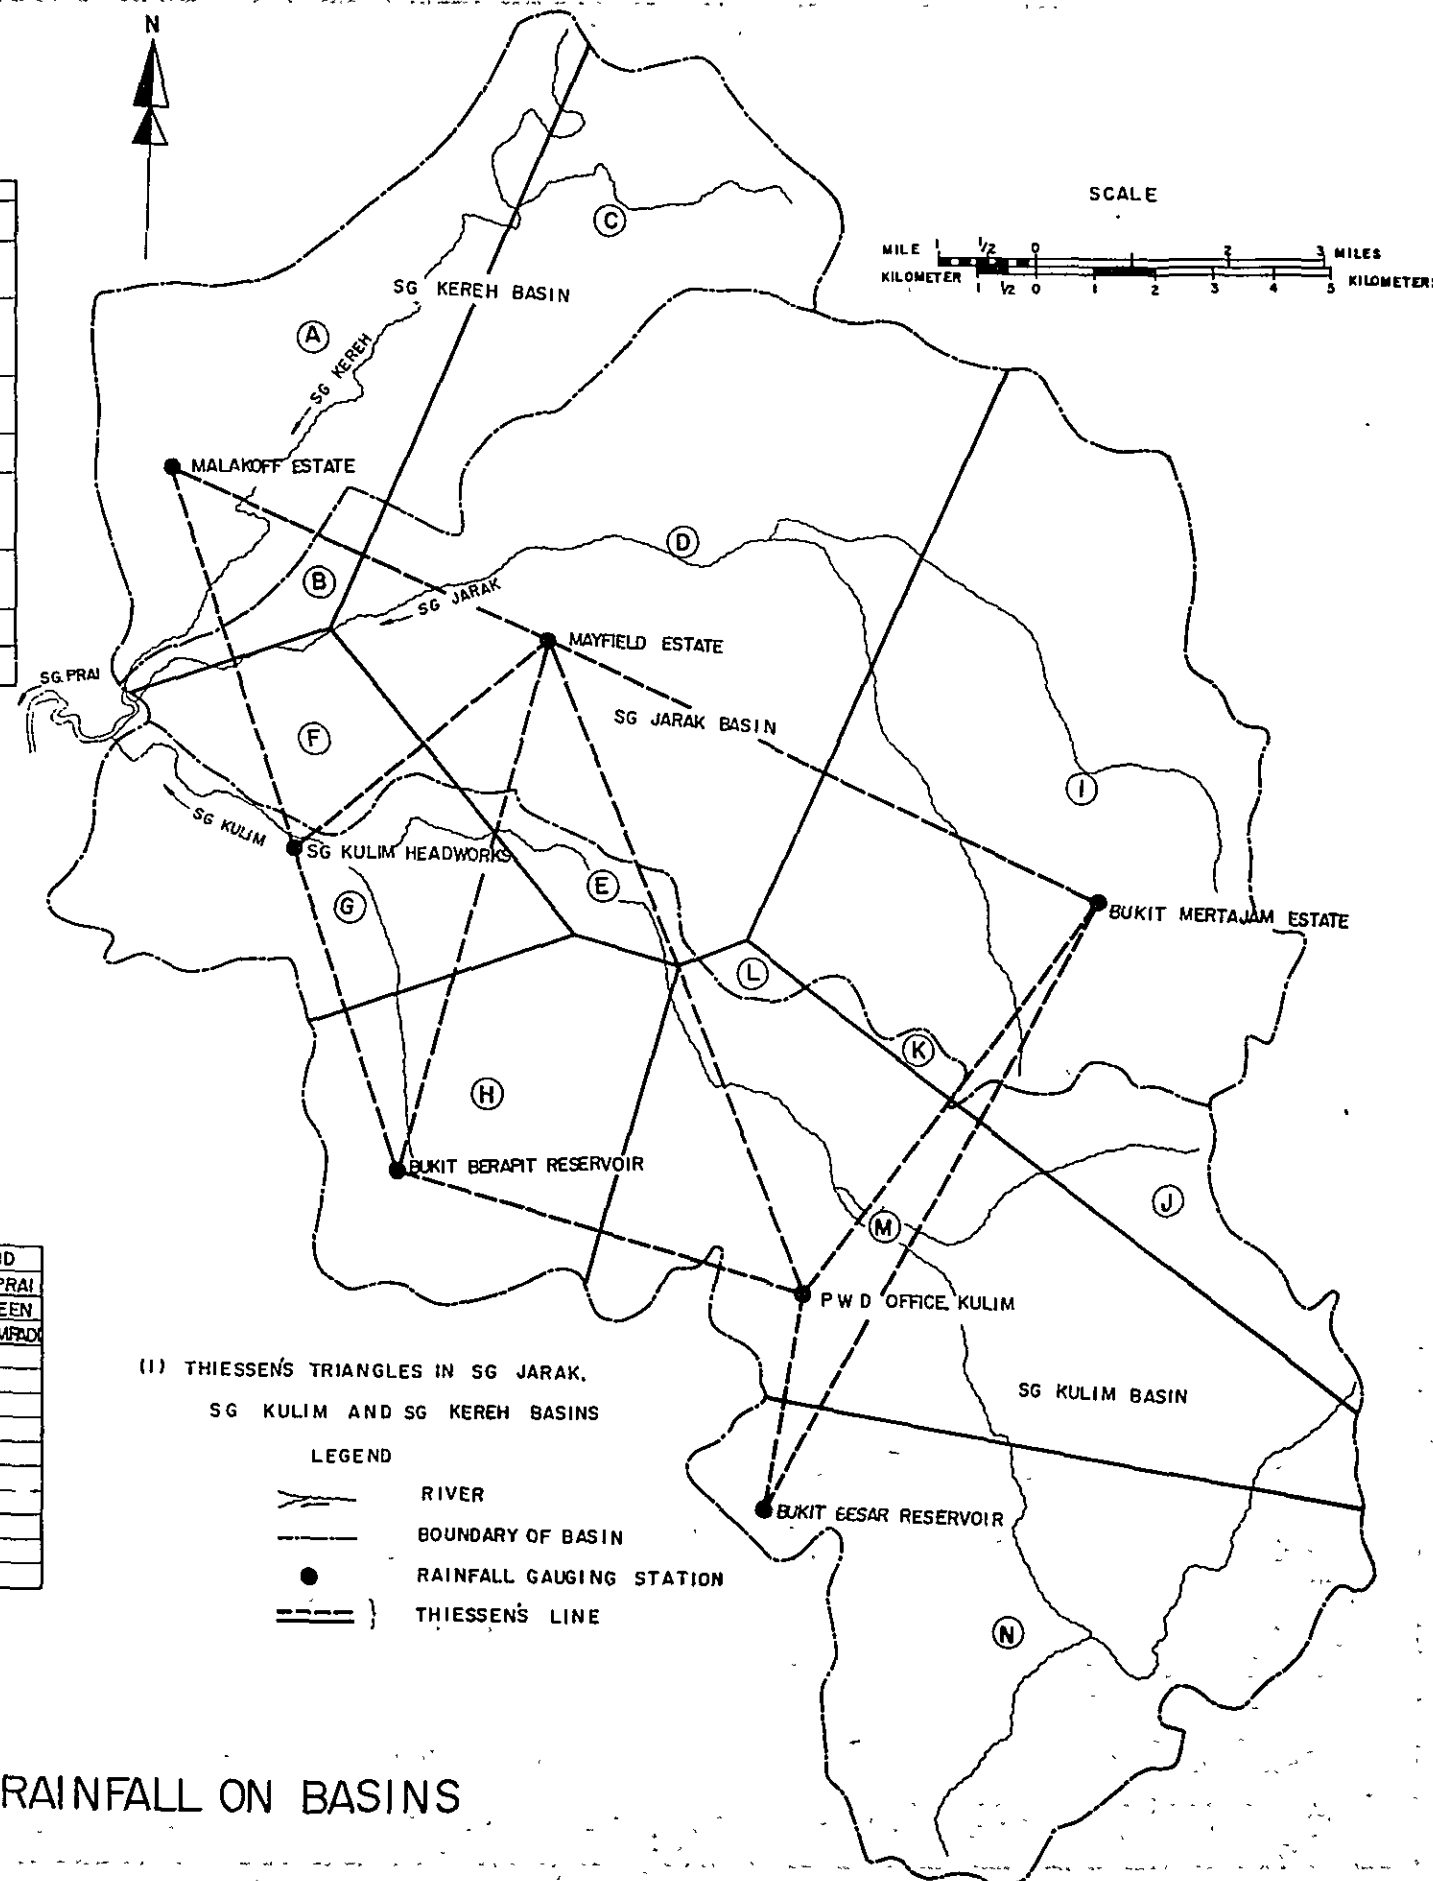 N
SCALE
MILE 1 1/2 0 2 3 MILES
KILOMETER 1 1/2 0 1 2 3 4 5 KILOMETERS
C
SG KEREH BASIN
A
SG KEREH
MALAKOFF ESTATE
D
B
SG JARAK
MAYFIELD ESTATE
SG. PRAI
SG JARAK BASIN
F
I
SG KULIM
SG KULIM HEADWORKS
E
G
BUKIT MERTAJAM ESTATE
L
K
H
BUKIT BERAPIT RESERVOIR
J
M
P W D OFFICE, KULIM
PRAI
EEN
(1) THIESSEN'S TRIANGLES IN SG JARAK,
SG KULIM AND SG KEREH BASINS
SG KULIM BASIN
LEGEND
RIVER
BUKIT BESAR RESERVOIR
BOUNDARY OF BASIN
RAINFALL GAUGING STATION
THIESSEN'S LINE
N
RAINFALL ON BASINS